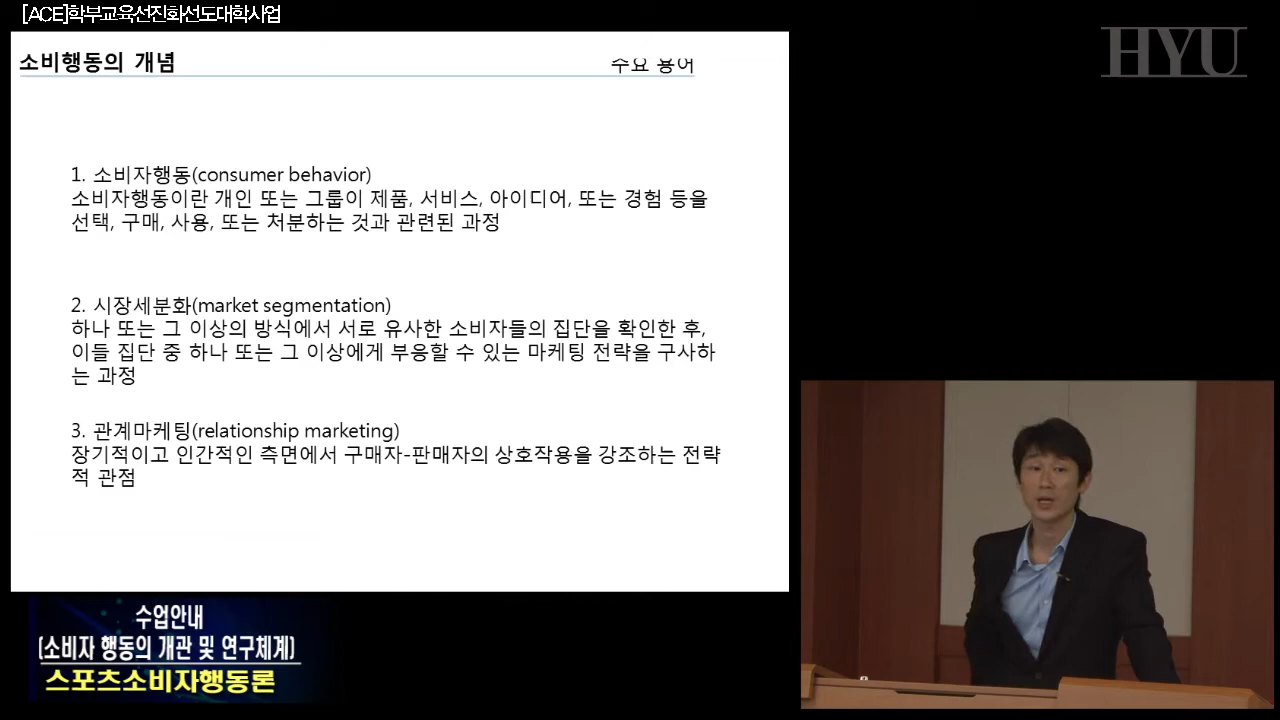 [ACE]학부교육선진화선도대학사업
HYU
소비행동의 개념
주요 용어
1. 소비자행동(consumer behavior)
소비자행동이란 개인 또는 그룹이 제품, 서비스, 아이디어, 또는 경험 등을
선택, 구매, 사용, 또는 처분하는 것과 관련된 과정
2. 시장세분화(market segmentation)
하나 또는 그 이상의 방식에서 서로 유사한 소비자들의 집단을 확인한 후,
이들 집단 중 하나 또는 그 이상에게 부응할 수 있는 마케팅 전략을 구사하
는 과정
3. 관계마케팅(relationship marketing)
장기적이고 인간적인 측면에서 구매자-판매자의 상호작용을 강조하는 전략
적 관점
수업안내
(소비자 행동의 개관 및 연구체계)
스포츠소비자행동론